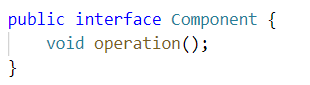 public interface Component {
    void operation();
}